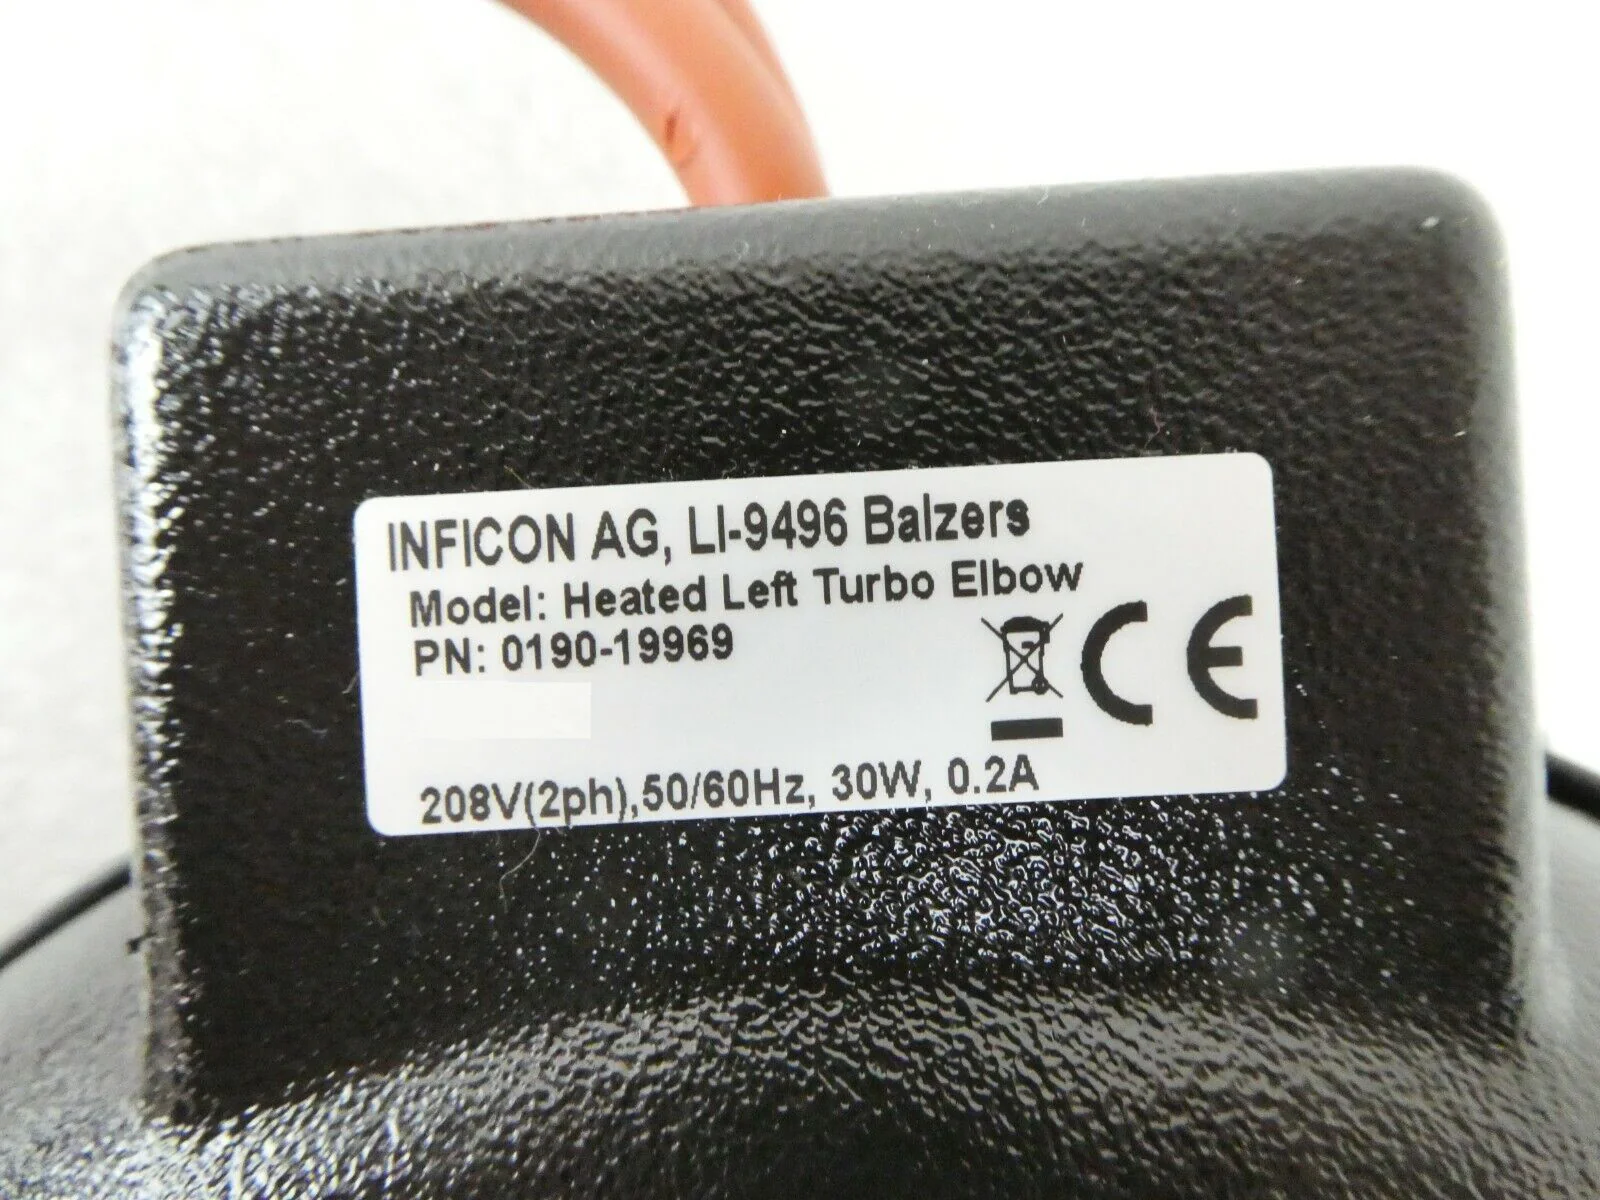 INFICON AG, LI-9496 Balzers
Model: Heated Left Turbo Elbow
PN: 0190-19969
CE
208V(2ph),50/60Hz, 30W, 0.2A